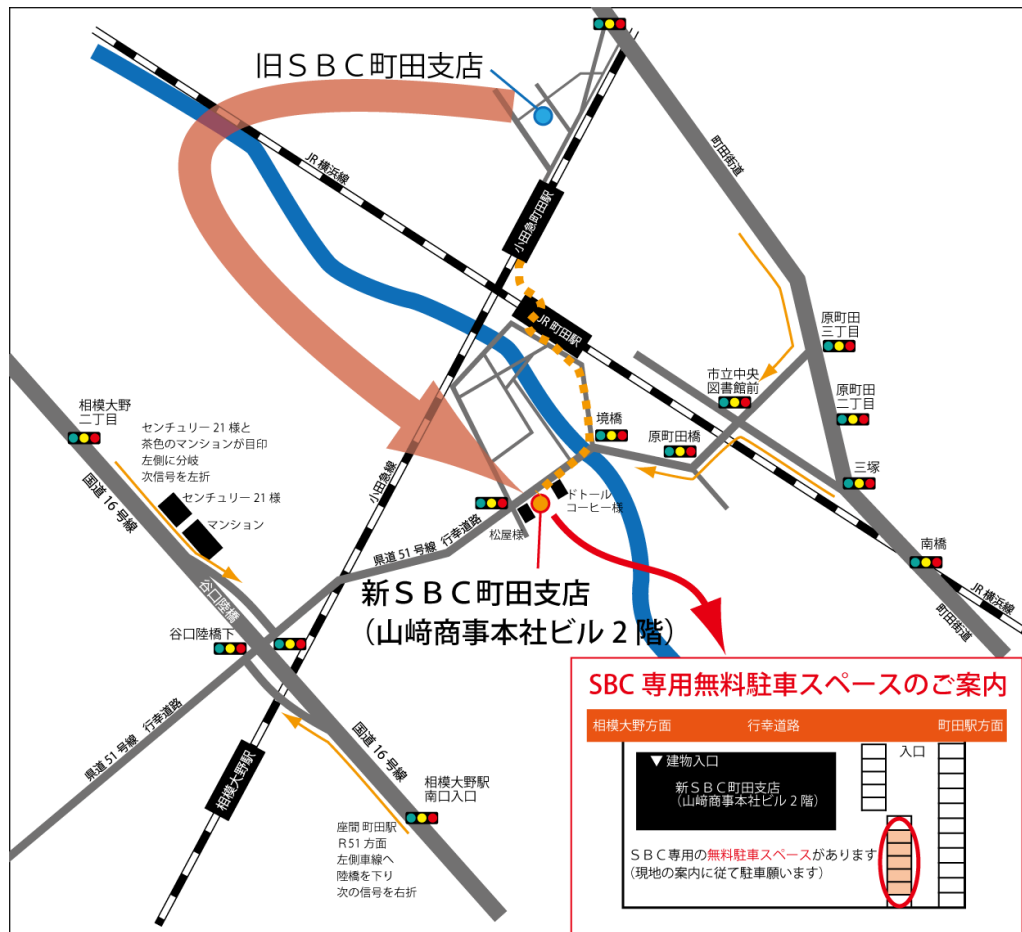 旧ＳＢＣ町田支店
JR 横浜線
小田急町田駅
町田街道
JR 町田駅
原町田
三丁目
市立中央
図書館前
原町田
二丁目
相模大野
二丁目
センチュリー 21 様と
茶色のマンションが目印
左側に分岐
次信号を左折
境橋
原町田橋
三塚
国道 16 号線
センチュリー 21 様
マンション
小田急線
ドトール
コーヒー様
松屋様
県道 51 号線 行幸道路
南橋
JR 横浜線
町田街道
谷口陸橋
谷口陸橋下
新ＳＢＣ町田支店
（山﨑商事本社ビル 2 階）
県道 51 号線 行幸道路
国道 16 号線
相模大野駅
相模大野駅
南口入口
座間 町田駅
Ｒ51 方面
左側車線へ
陸橋を下り
次の信号を右折
SBC 専用無料駐車スペースのご案内
相模大野方面 行幸道路 町田駅方面
入口
▼ 建物入口
新ＳＢＣ町田支店
（山﨑商事本社ビル 2 階）
ＳＢＣ専用の無料駐車スペースがあります
（現地の案内に従て駐車願います）